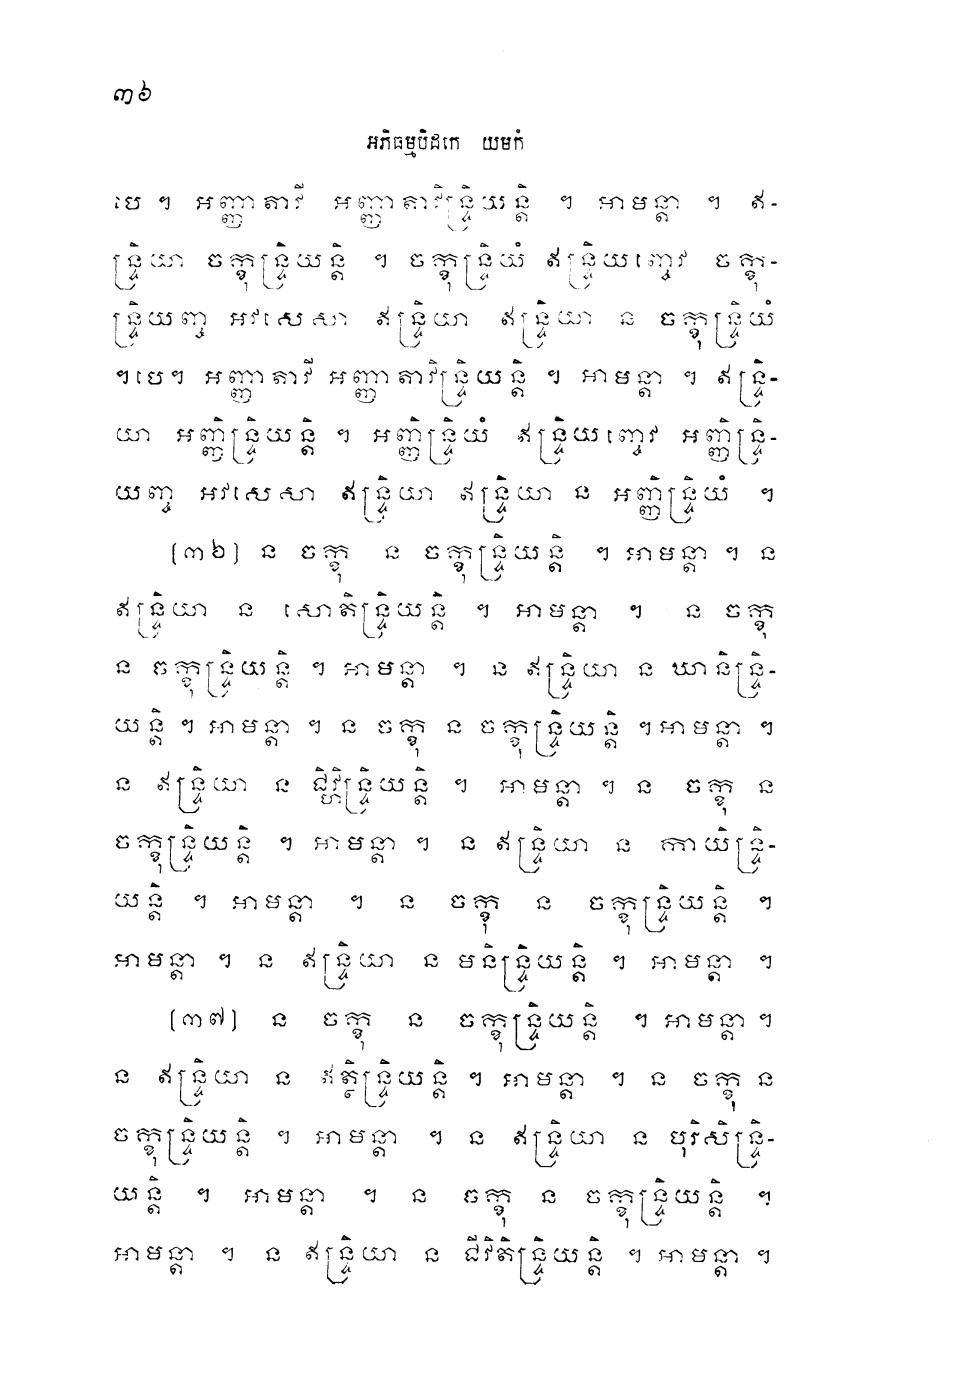 ៣៦
អភិធម្មបិដកេ យមកំ
បេ ។ អញ្ញាតាវី អញ្ញាតាវិន្ទ្រិយន្តិ ។ អាមន្តា ។ ឥ-
ន្ទ្រិយា ចក្ខុន្ទ្រិយន្តិ ។ ចក្ខុន្ទ្រិយំ ឥន្ទ្រិយញ្ចេវ ចក្ខុ-
ន្ទ្រិយញ្ច អវសេសា ឥន្ទ្រិយា ឥន្ទ្រិយា ន ចក្ខុន្ទ្រិយំ
។បេ។ អញ្ញាតាវី អញ្ញាតាវិន្ទ្រិយន្តិ ។ អាមន្តា ។ ឥន្ទ្រិ-
យា អញ្ញិន្ទ្រិយន្តិ ។ អញ្ញិន្ទ្រិយំ ឥន្ទ្រិយញ្ចេវ អញ្ញិន្ទ្រិ-
យញ្ច អវសេសា ឥន្ទ្រិយា ឥន្ទ្រិយា ន អញ្ញិន្ទ្រិយំ ។
(៣៦) ន ចក្ខុ ន ចក្ខុន្ទ្រិយន្តិ ។ អាមន្តា ។ ន
ឥន្ទ្រិយា ន សោតិន្ទ្រិយន្តិ ។ អាមន្តា ។ ន ចក្ខុ
ន ចក្ខុន្ទ្រិយន្តិ ។ អាមន្តា ។ ន ឥន្ទ្រិយា ន ឃានិន្ទ្រិ-
យន្តិ ។ អាមន្តា ។ ន ចក្ខុ ន ចក្ខុន្ទ្រិយន្តិ ។អាមន្តា ។
ន ឥន្ទ្រិយា ន ជិវ្ហិន្ទ្រិយន្តិ ។ អាមន្តា ។ ន ចក្ខុ ន
ចក្ខុន្ទ្រិយន្តិ ។ អាមន្តា ។ ន ឥន្ទ្រិយា ន កាយិន្ទ្រិ-
យន្តិ ។ អាមន្តា ។ ន ចក្ខុ ន ចក្ខុន្ទ្រិយន្តិ ។
អាមន្តា ។ ន ឥន្ទ្រិយា ន មនិន្ទ្រិយន្តិ ។ អាមន្តា ។
(៣៧) ន ចក្ខុ ន ចក្ខុន្ទ្រិយន្តិ ។ អាមន្តា ។
ន ឥន្ទ្រិយា ន ឥត្ថិន្ទ្រិយន្តិ ។ អាមន្តា ។ ន ចក្ខុ ន
ចក្ខុន្ទ្រិយន្តិ ។ អាមន្តា ។ ន ឥន្ទ្រិយា ន បុរិសិន្ទ្រិ-
យន្តិ ។ អាមន្តា ។ ន ចក្ខុ ន ចក្ខុន្ទ្រិយន្តិ ។
អាមន្តា ។ ន ឥន្ទ្រិយា ន ជីវិតិន្ទ្រិយន្តិ ។ អាមន្តា ។